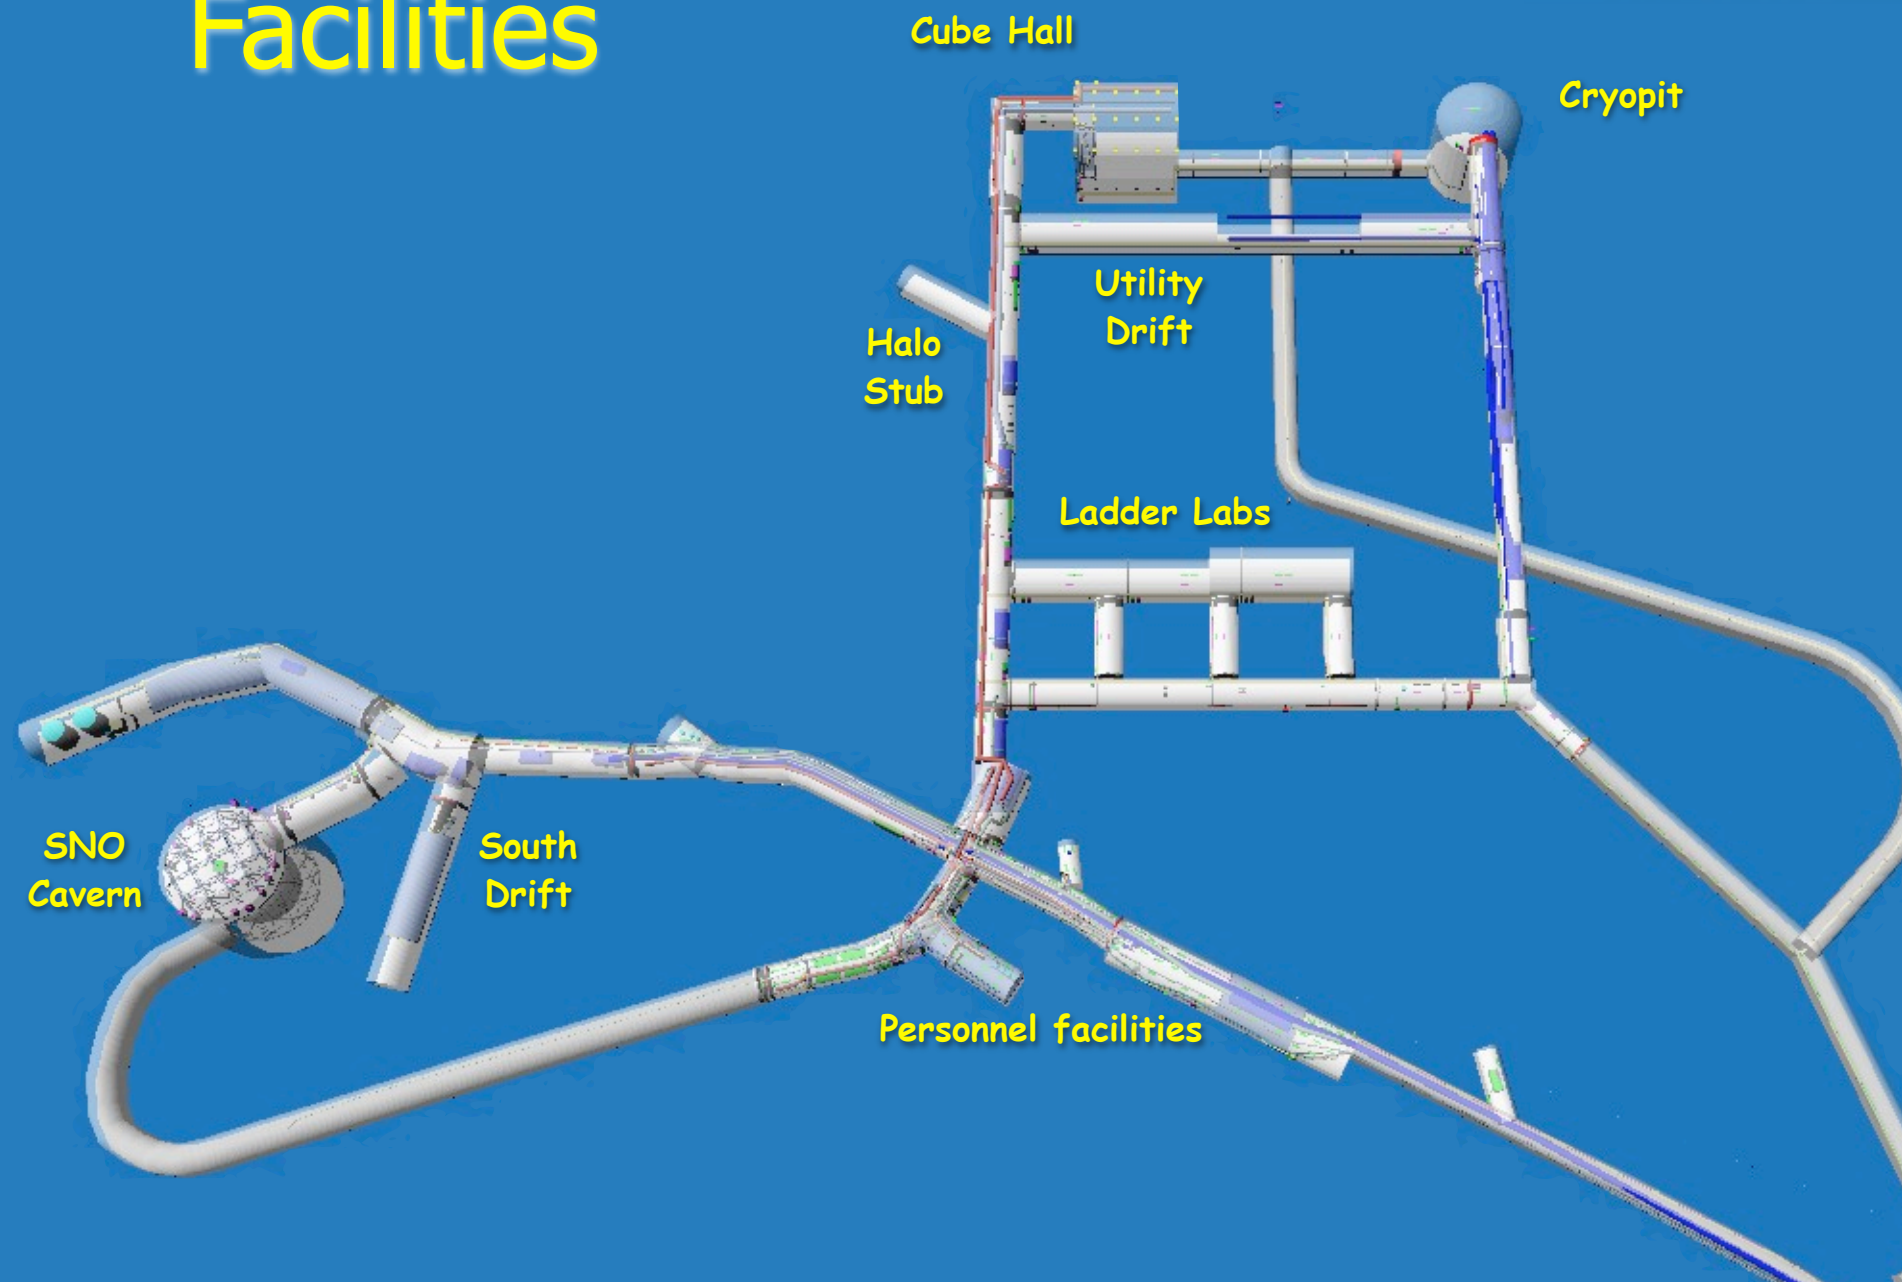 Facilities
Cube Hall
Cryopit
Utility
Drift
Halo
Stub
Ladder Labs
SNO
Cavern
South
Drift
Personnel facilities